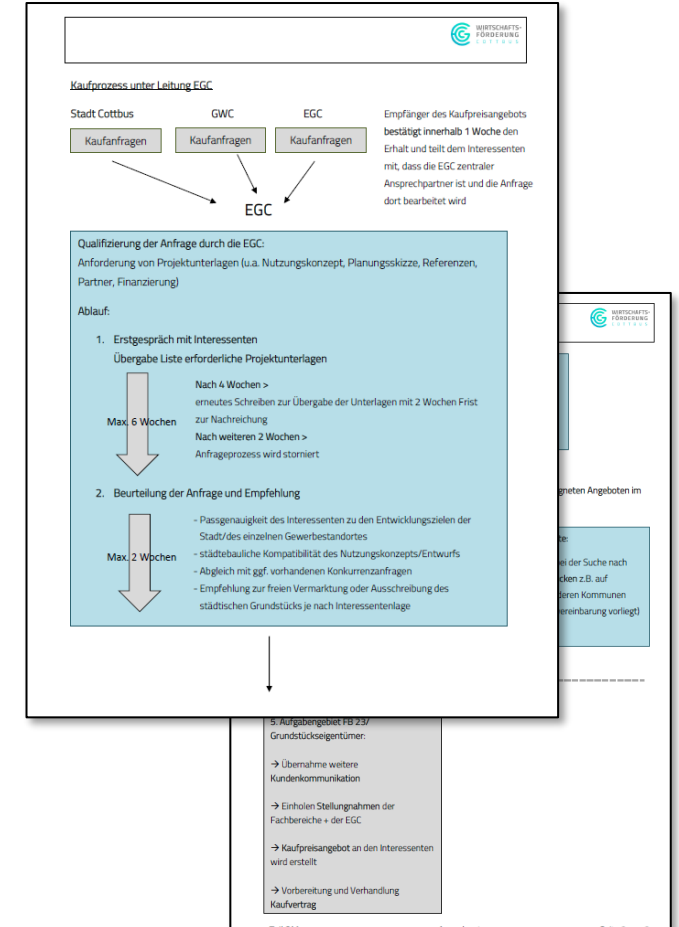 WIRTSCHAFTS-
FÖRDERUNG
COTTBUS
Kaufprozess unter Leitung EGC
Stadt Cottbus
GWC
EGC
Kaufanfragen
Kaufanfragen
Kaufanfragen
Empfänger des Kaufpreisangebots
bestätigt innerhalb 1 Woche den
Erhalt und teilt dem Interessenten
mit, dass die EGC zentraler
Ansprechpartner ist und die Anfrage
dort bearbeitet wird
EGC
Qualifizierung der Anfrage durch die EGC:
Anforderung von Projektunterlagen (u.a. Nutzungskonzept, Planungsskizze, Referenzen,
Partner, Finanzierung)
Ablauf:
1. Erstgespräch mit Interessenten
Übergabe Liste erforderliche Projektunterlagen
Max. 6 Wochen
Nach 4 Wochen >
erneutes Schreiben zur Übergabe der Unterlagen mit 2 Wochen Frist
zur Nachreichung
Nach weiteren 2 Wochen >
Anfrageprozess wird storniert
2. Beurteilung der Anfrage und Empfehlung
Max. 2 Wochen
- Passgenauigkeit des Interessenten zu den Entwicklungszielen der
Stadt/des einzelnen Gewerbestandortes
- städtebauliche Kompatibilität des Nutzungskonzepts/Entwurfs
- Abgleich mit ggf. vorhandenen Konkurrenzanfragen
- Empfehlung zur freien Vermarktung oder Ausschreibung des
städtischen Grundstücks je nach Interessentenlage
WIRTSCHAFTS-
FÖRDERUNG
COTTBUS
gneten Angeboten im
te:
ei der Suche nach
cken z.B. auf
deren Kommunen
ereinbarung vorliegt)
5. Aufgabengebiet FB 23/
Grundstückseigentümer:
→ Übernahme weitere
Kundenkommunikation
→ Einholen Stellungnahmen der
Fachbereiche + der EGC
→ Kaufpreisangebot an den Interessenten
wird erstellt
→ Vorbereitung und Verhandlung
Kaufvertrag